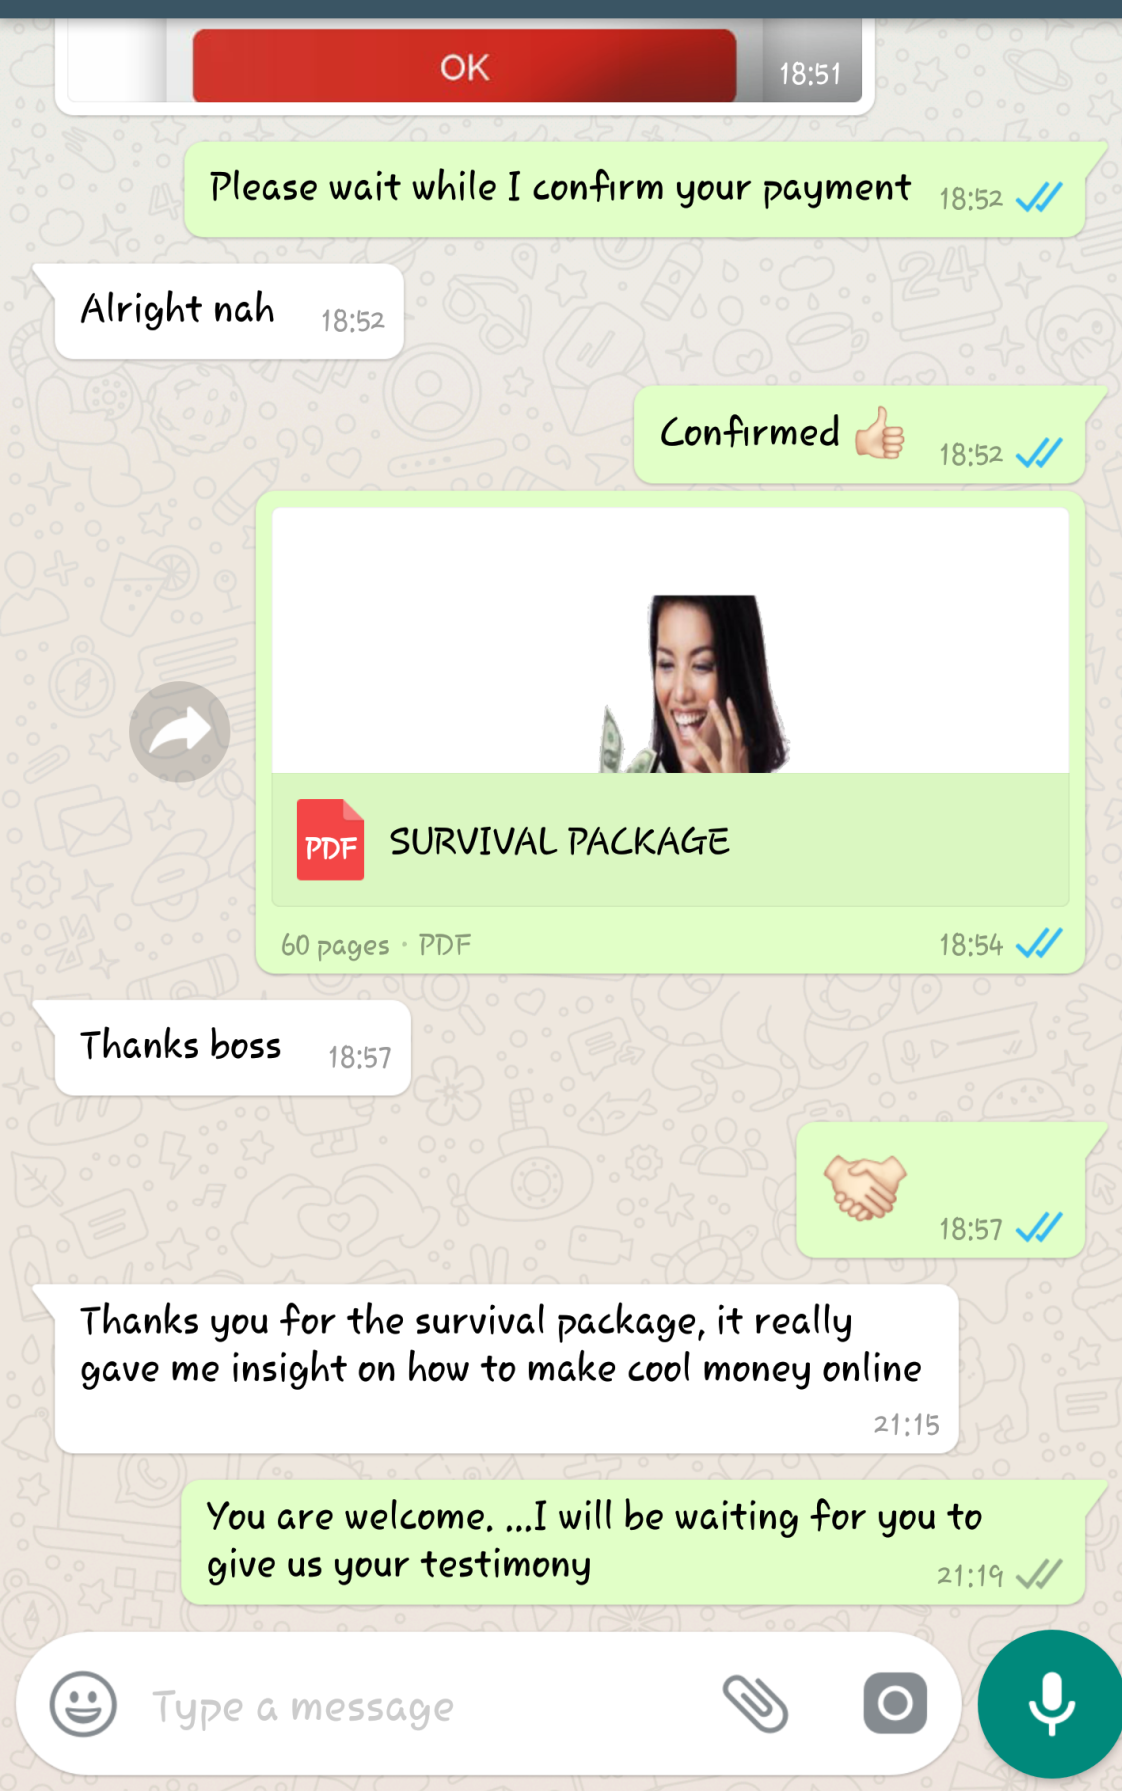 OK
18:51
Please wait while I confirm your payment 18:52
Alright nah 18:52
Confirmed 👍🏻 18:52
PDF SURVIVAL PACKAGE
60 pages · PDF 18:54
Thanks boss 18:57
🤝🏻 18:57
Thanks you for the survival package, it really
gave me insight on how to make cool money online
21:15
You are welcome. ...I will be waiting for you to
give us your testimony 21:19
Type a message